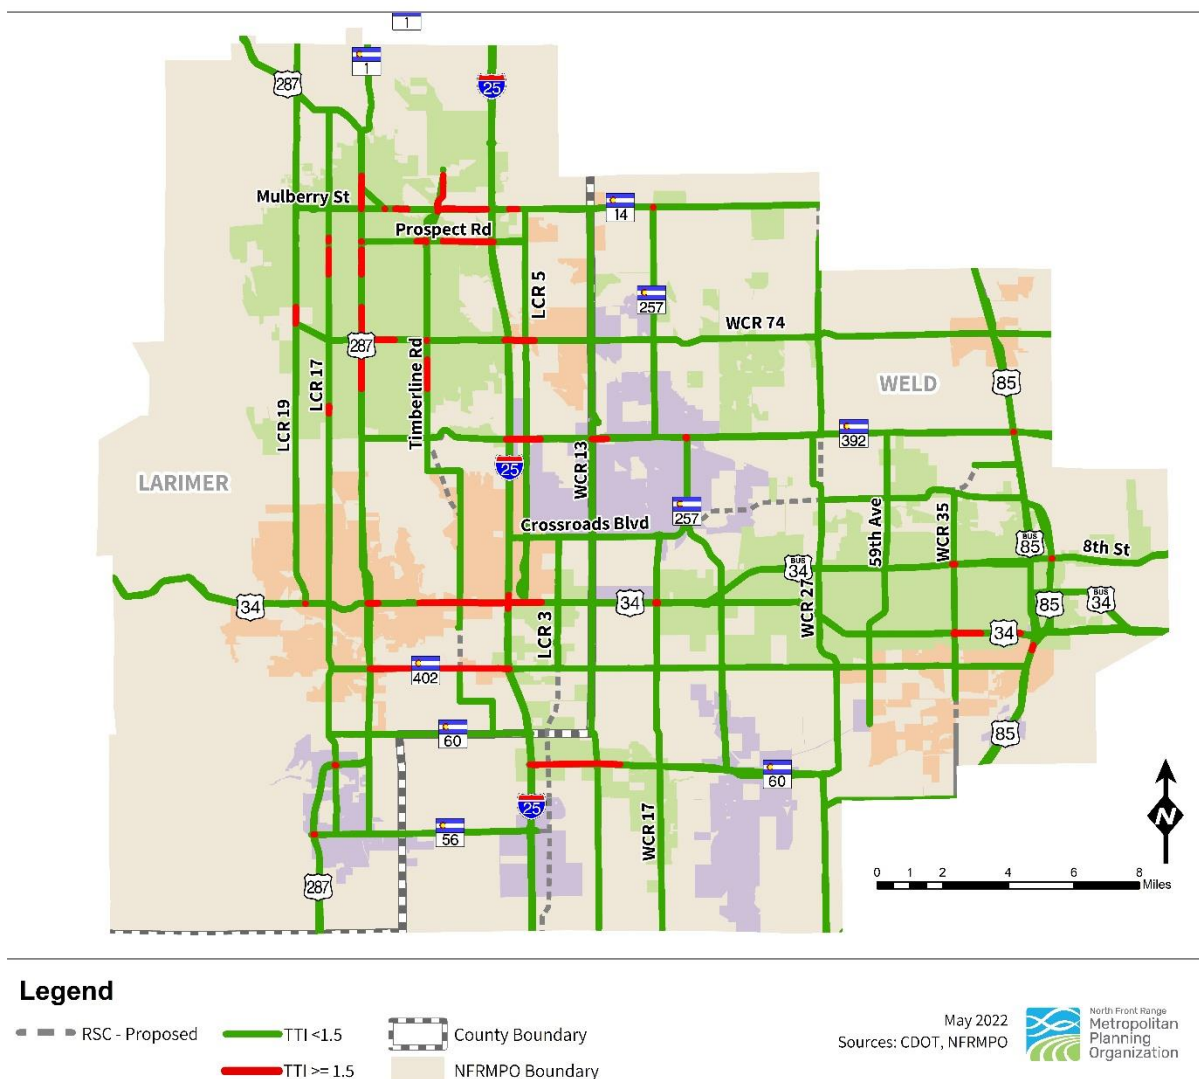 1
1
287
25
Mulberry St
14
Prospect Rd
LCR 5
257
WCR 74
287
Timberline Rd
LCR 17
LCR 19
85
WELD
392
LARIMER
25
WCR 13
257
Crossroads Blvd
59th Ave
WCR 35
BUS
85
8th St
BUS
34
WCR 27
34
34
LCR 3
85
BUS
34
34
402
60
85
60
25
WCR 17
56
287
N
0 1 2 4 6 8
Miles
Legend
RSC - Proposed
TTI <1.5
County Boundary
TTI >= 1.5
NFRMPO Boundary
May 2022
Sources: CDOT, NFRMPO
North Front Range
Metropolitan
Planning
Organization